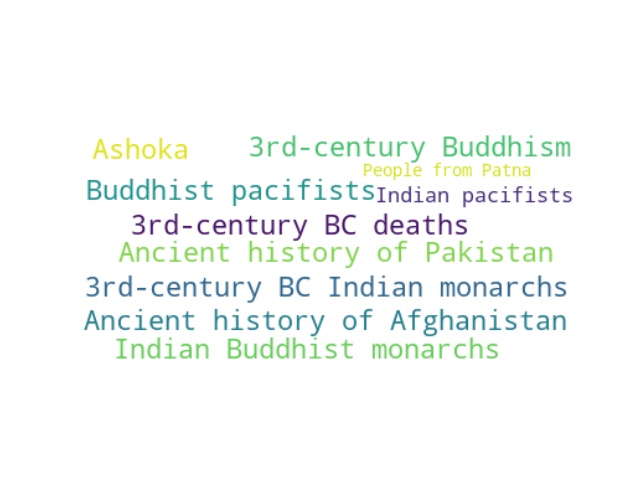 Ashoka
3rd-century Buddhism
People from Patna
Buddhist pacifists
Indian pacifists
3rd-century BC deaths
Ancient history of Pakistan
3rd-century BC Indian monarchs
Ancient history of Afghanistan
Indian Buddhist monarchs